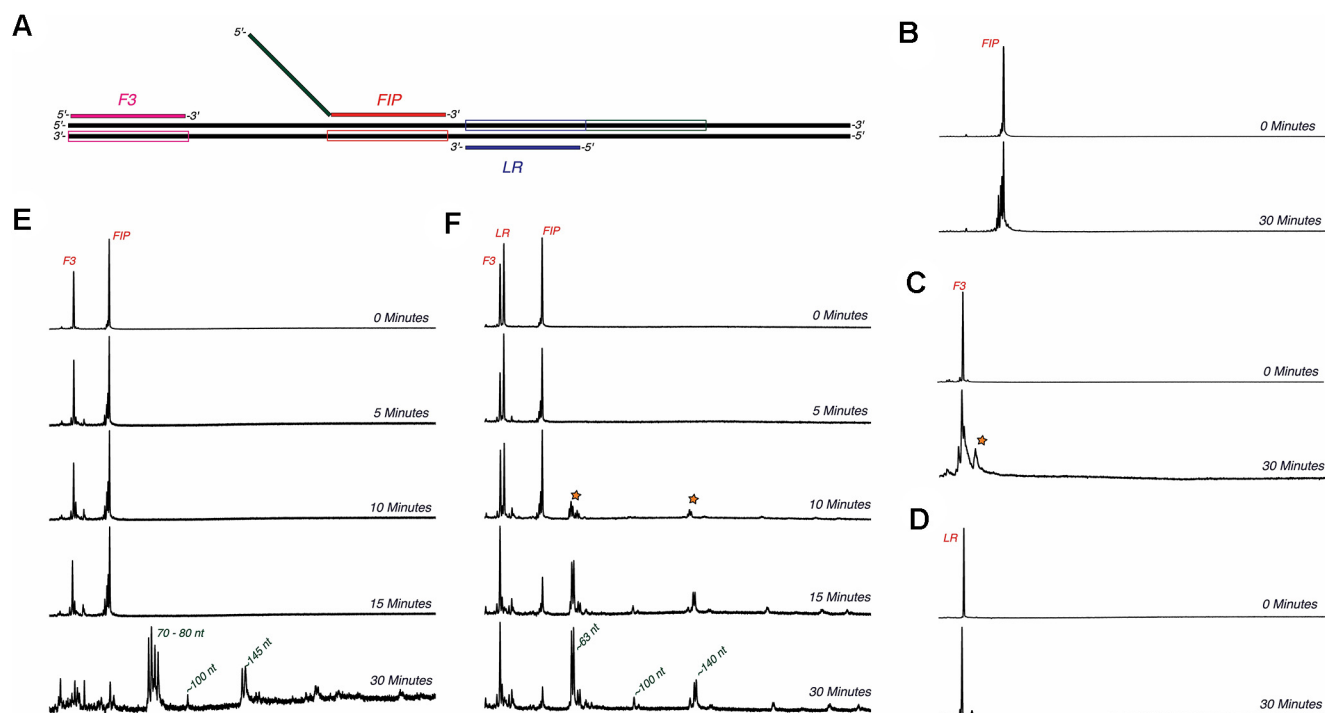 A
5'-
F3
FIP
5'-
-3'
-3'
5'-
-3'
3'-
-5'
3'-
-5'
LR
B
FIP
0 Minutes
30 Minutes
C
F3
0 Minutes
30 Minutes
D
LR
0 Minutes
30 Minutes
E
F3
FIP
0 Minutes
5 Minutes
10 Minutes
15 Minutes
70 - 80 nt
~100 nt
~145 nt
30 Minutes
F
F3
LR
FIP
0 Minutes
5 Minutes
10 Minutes
15 Minutes
~63 nt
~100 nt
~140 nt
30 Minutes